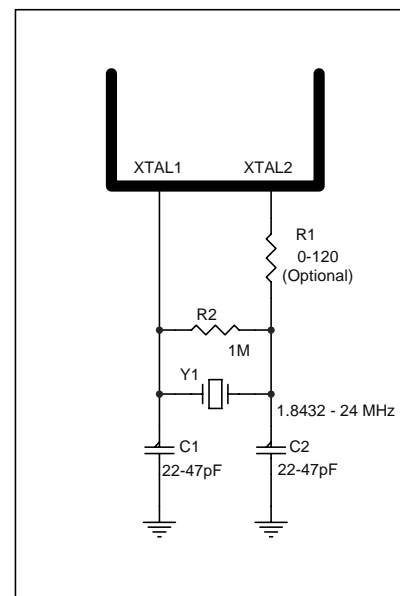 XTAL1 XTAL2
R1
0-120
(Optional)
R2
1M
Y1
1.8432 - 24 MHz
C1 C2
22-47pF 22-47pF